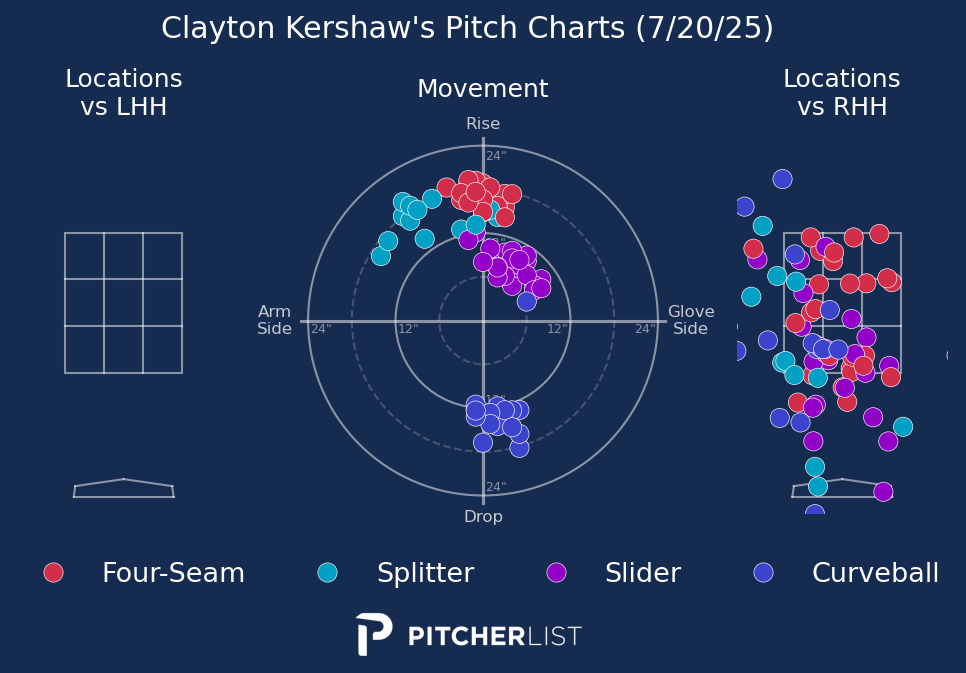 Clayton Kershaw's Pitch Charts (7/20/25)
Locations
vs LHH
Movement
Locations
vs RHH
Rise
24"
Arm
Side
24"
12"
12"
24"
Glove
Side
24"
Drop
Four-Seam
Splitter
Slider
Curveball
PITCHERLIST